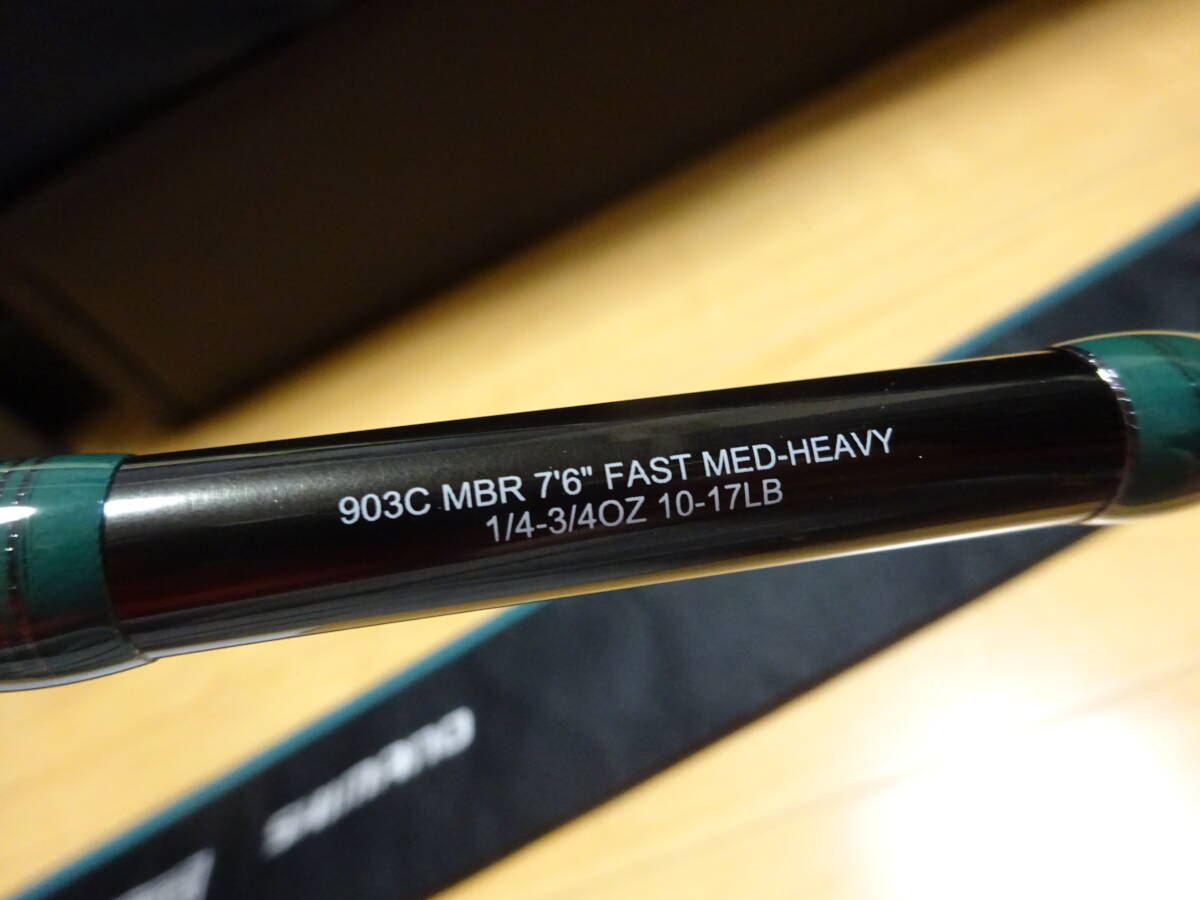 903C MBR 7'6" FAST MED-HEAVY
1/4-3/4OZ 10-17LB
SHIMANO